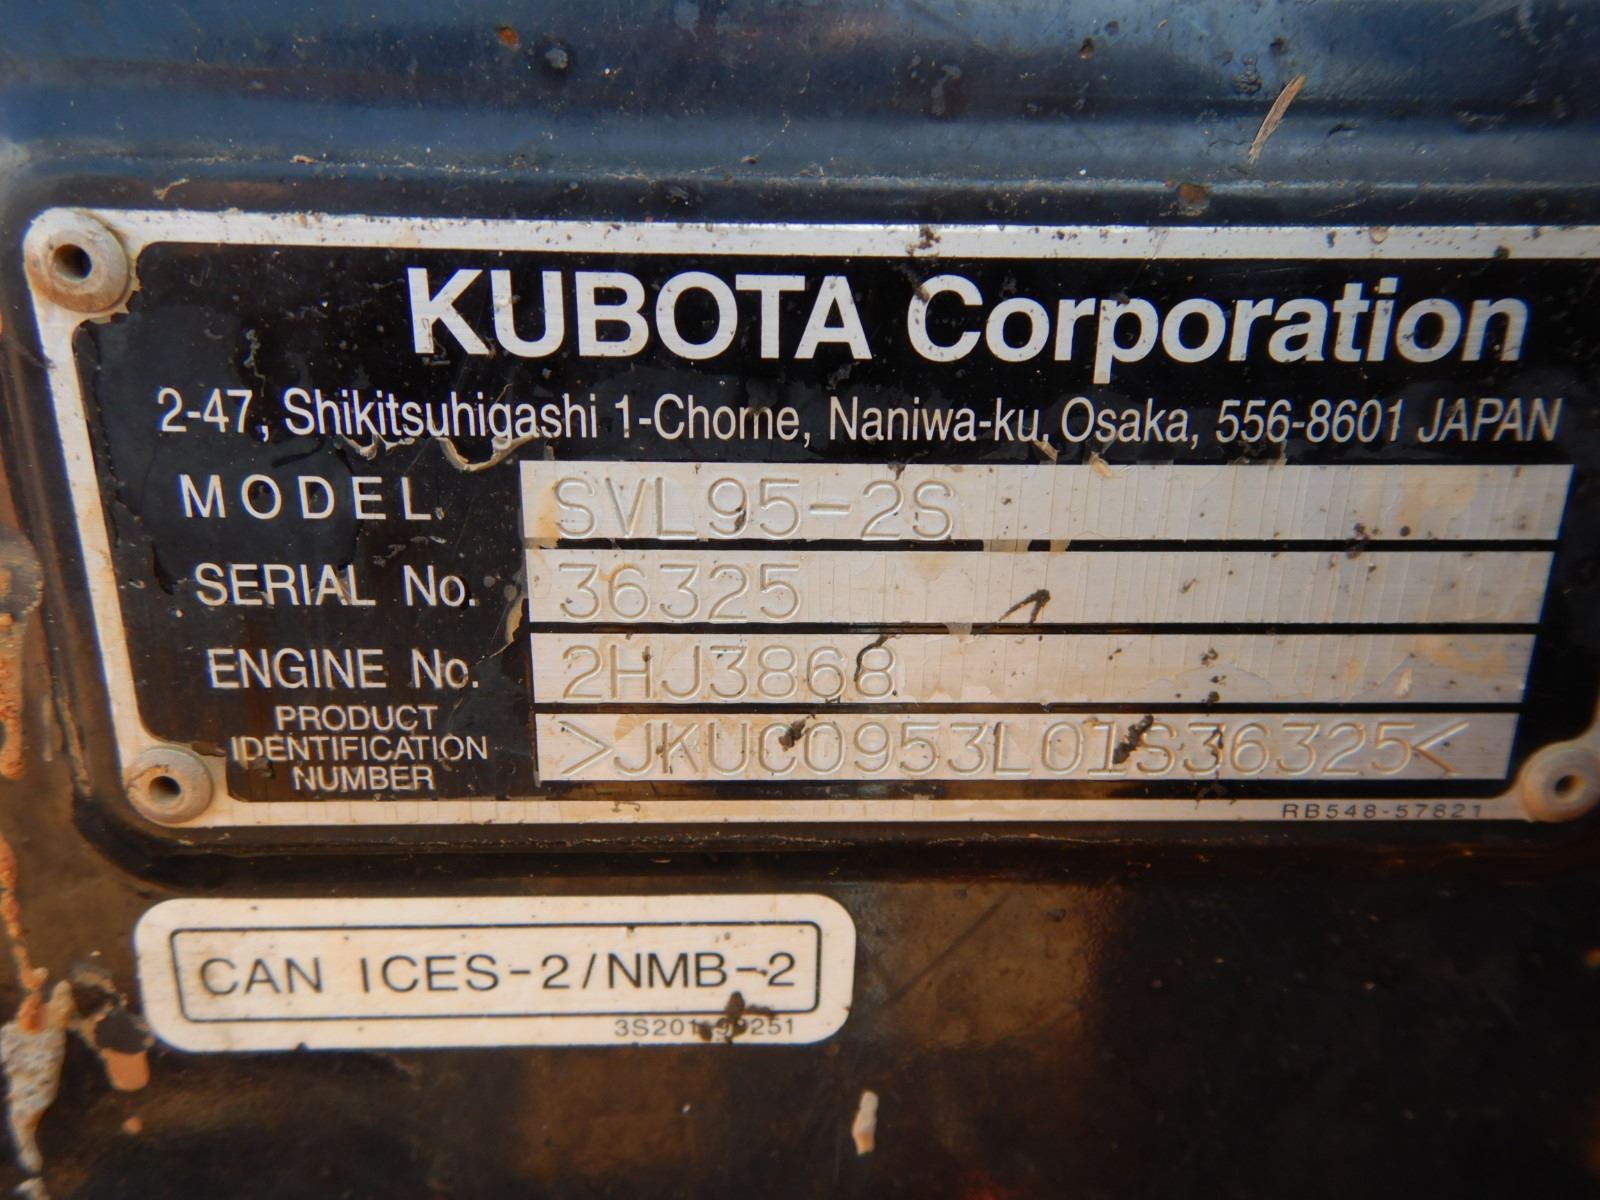 KUBOTA Corporation
2-47, Shikitsuhigashi 1-Chome, Naniwa-ku, Osaka, 556-8601 JAPAN
MODEL SVL95-2S
SERIAL No. 36325
ENGINE No. 2HJ3868
PRODUCT
IDENTIFICATION
NUMBER
>JKUC0953L01S36325<
RB548-57821
CAN ICES-2/NMB-2